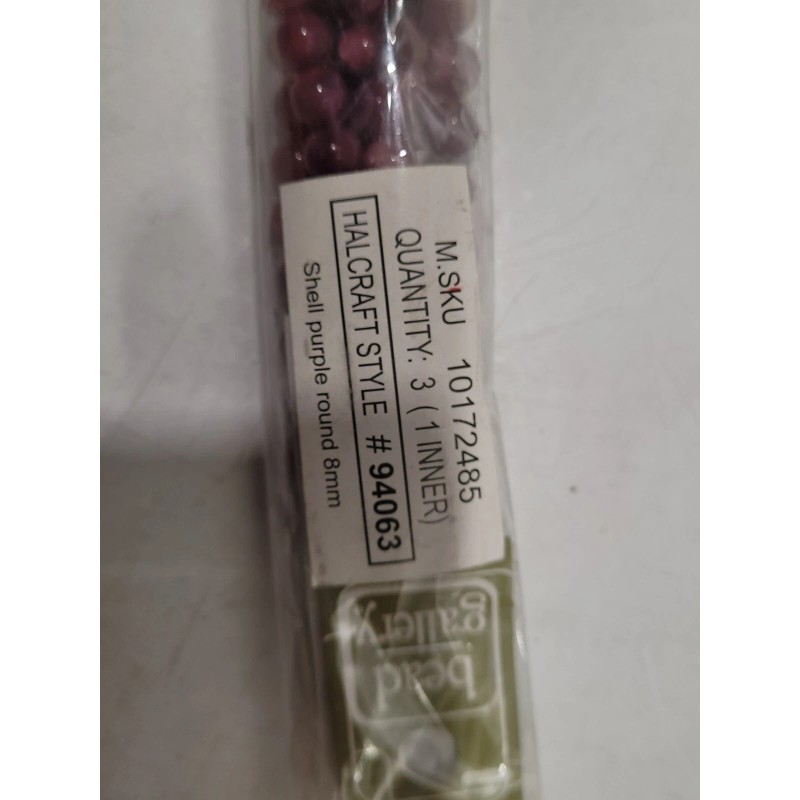 M.SKU 10172485
QUANTITY: 3 ( 1 INNER)
HALCRAFT STYLE # 94063
Shell purple round 8mm
bead
gallery